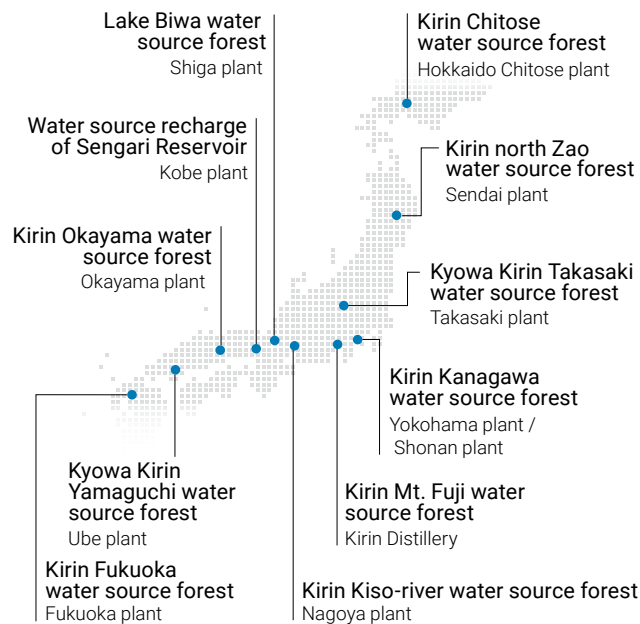 Lake Biwa water
source forest
Shiga plant
Kirin Chitose
water source forest
Hokkaido Chitose plant
Water source recharge
of Sengari Reservoir
Kobe plant
Kirin north Zao
water source forest
Sendai plant
Kirin Okayama water
source forest
Okayama plant
Kyowa Kirin Takasaki
water source forest
Takasaki plant
Kirin Kanagawa
water source forest
Yokohama plant /
Shonan plant
Kyowa Kirin
Yamaguchi water
source forest
Ube plant
Kirin Mt. Fuji water
source forest
Kirin Distillery
Kirin Fukuoka
water source forest
Fukuoka plant
Kirin Kiso-river water source forest
Nagoya plant